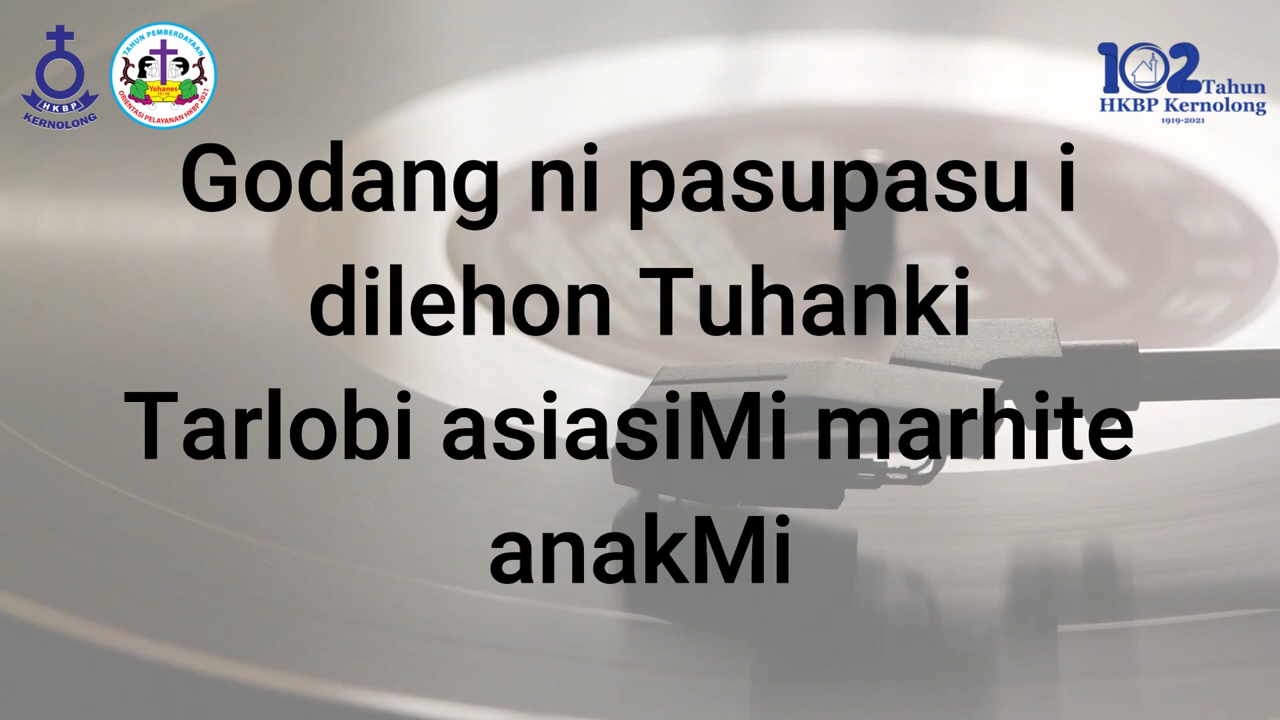 HKBP
KERNOLONG
TAHUN PEMBERDAYAAN
Yohanes
ORIENTASI PELAYANAN HKBP 2021
102 Tahun
HKBP Kernolong
1919-2021
Godang ni pasupasu i
dilehon Tuhanki
Tarlobi asiasiMi marhite
anakMi